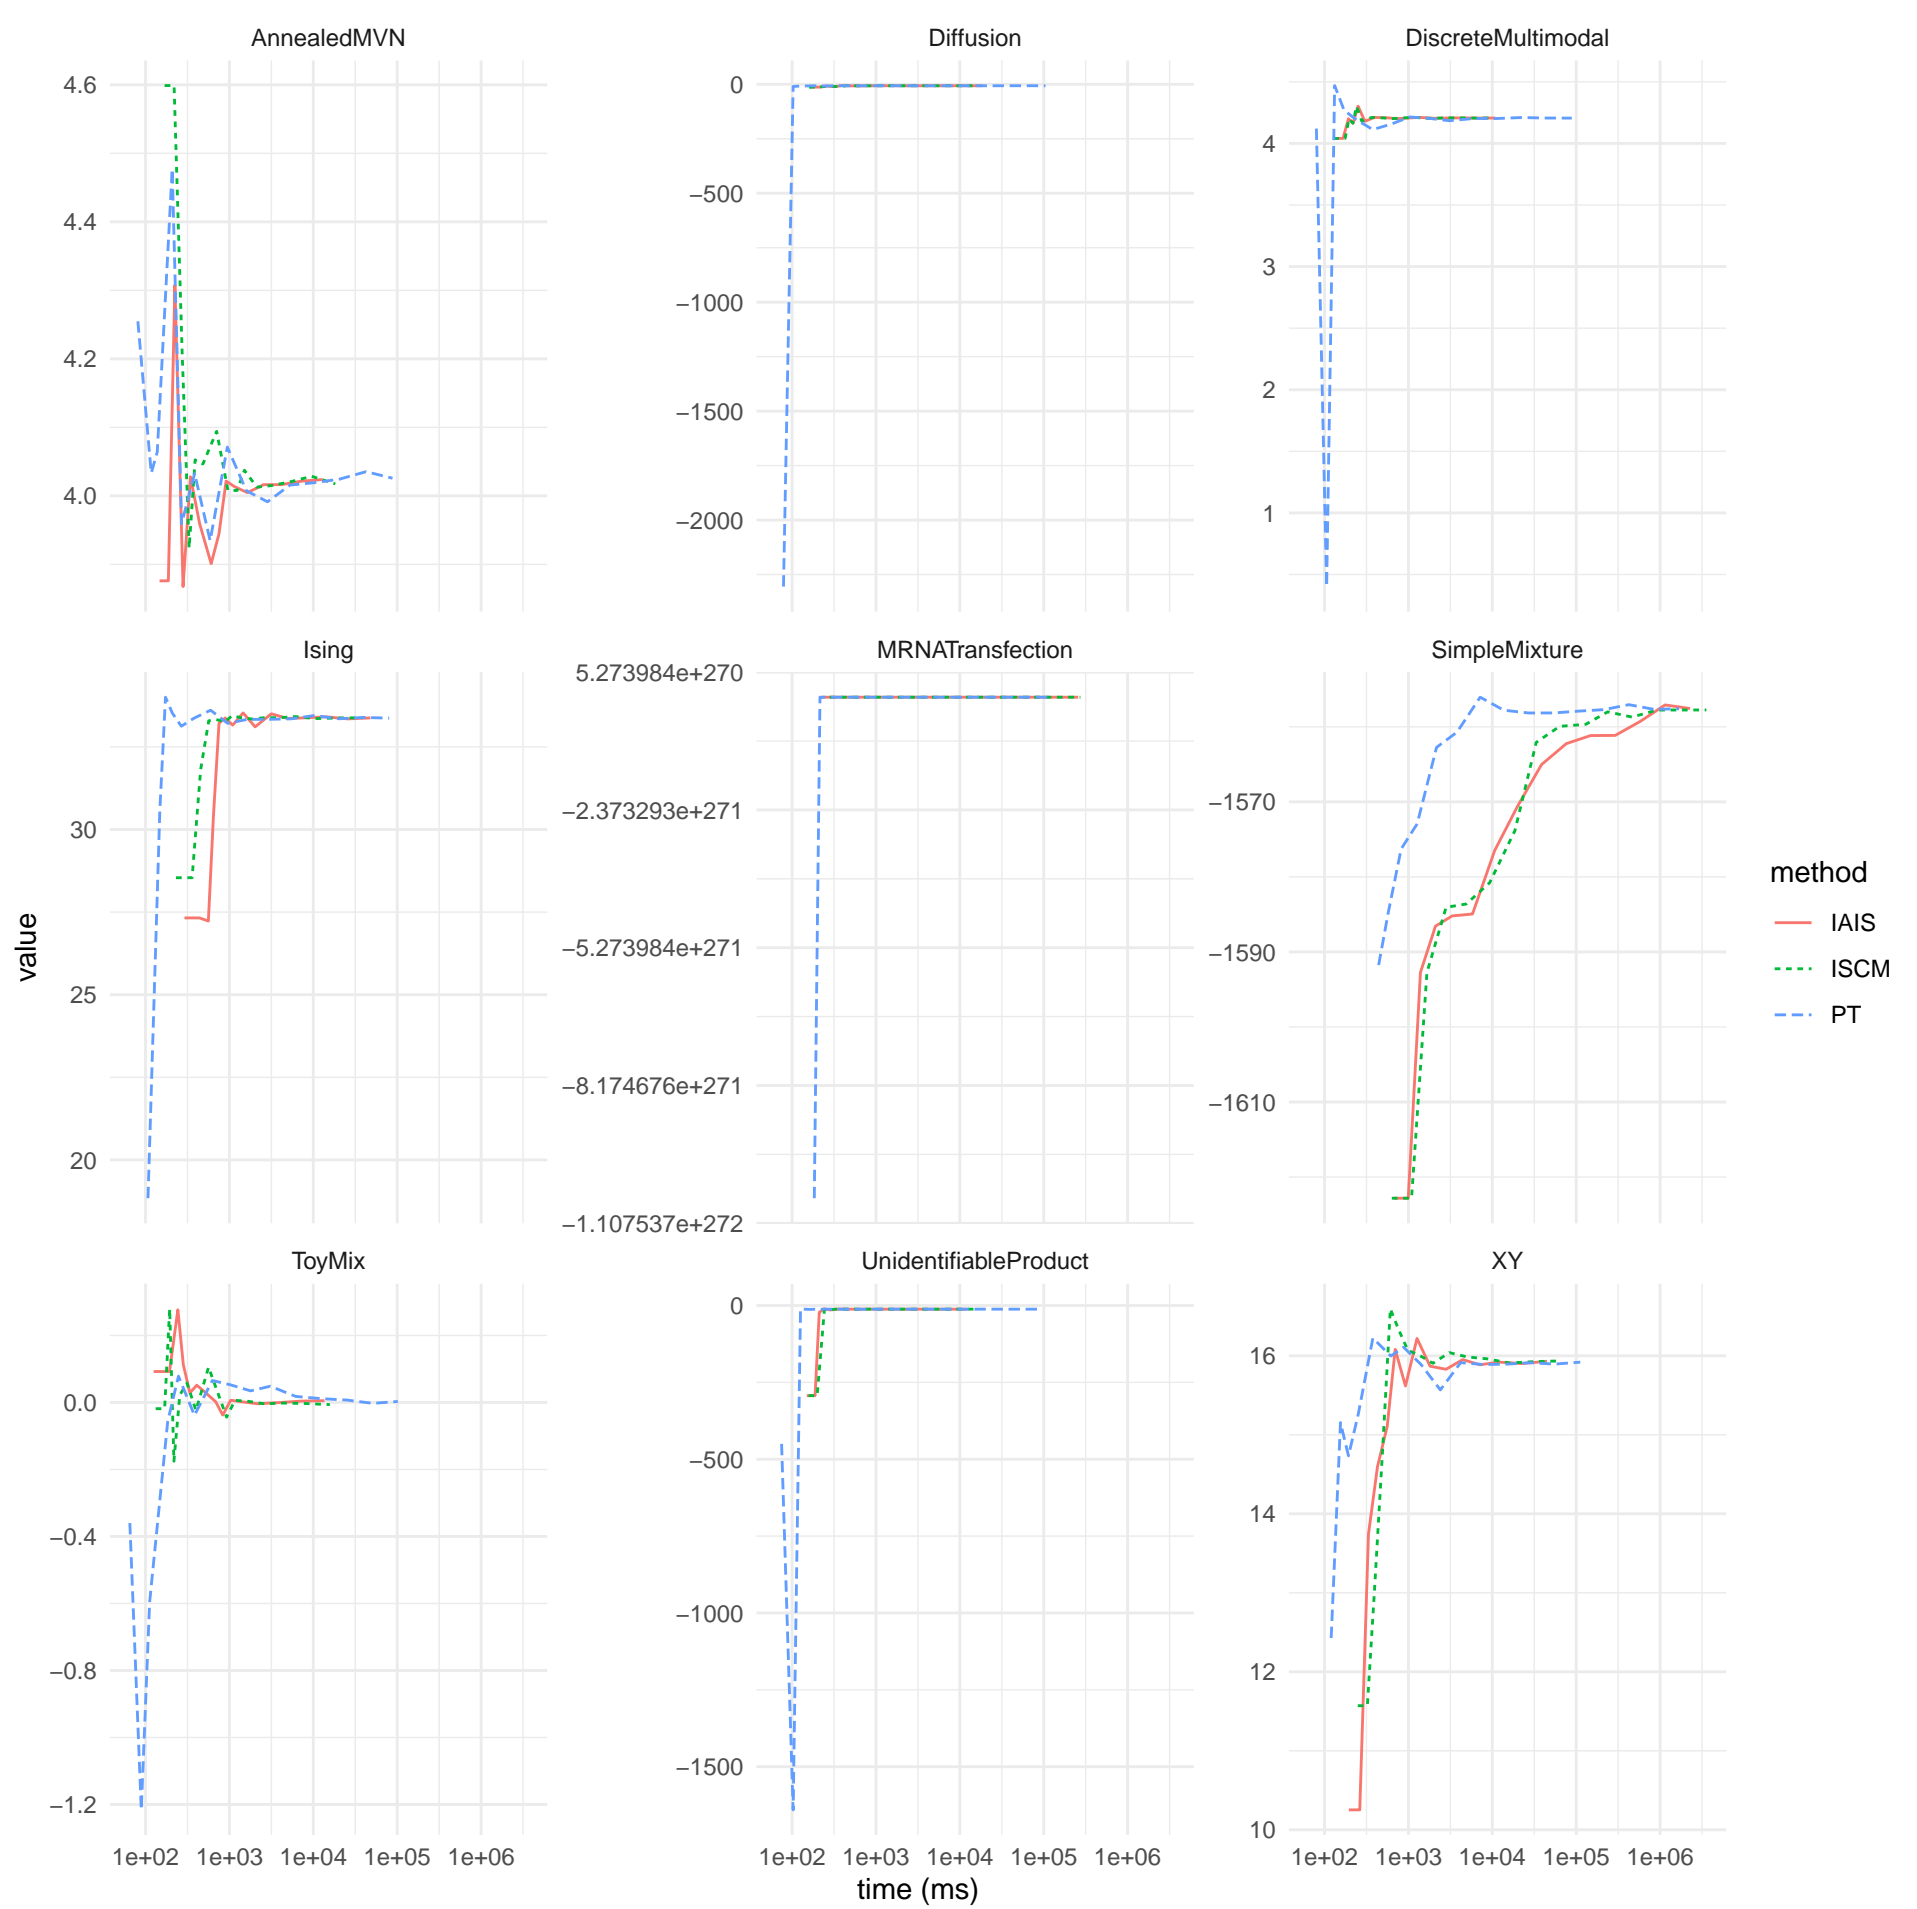 AnnealedMVN
Diffusion
DiscreteMultimodal
4.6
4.4
4.2
4.0
0
−500
−1000
−1500
−2000
4
3
2
1
Ising
MRNATransfection
SimpleMixture
30
25
20
5.273984e+270
−2.373293e+271
−5.273984e+271
−8.174676e+271
−1.107537e+272
−1570
−1590
−1610
ToyMix
UnidentifiableProduct
XY
0.0
−0.4
−0.8
−1.2
0
−500
−1000
−1500
16
14
12
10
1e+02 1e+03 1e+04 1e+05 1e+06
1e+02 1e+03 1e+04 1e+05 1e+06
1e+02 1e+03 1e+04 1e+05 1e+06
time (ms)
value
method
IAIS
ISCM
PT